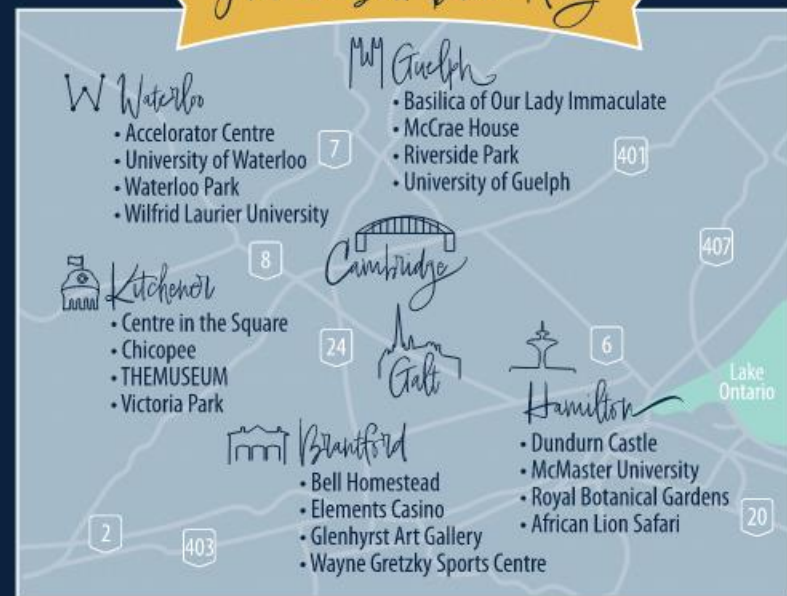 Waterloo
• Accelorator Centre
• University of Waterloo
• Waterloo Park
• Wilfrid Laurier University
Guelph
• Basilica of Our Lady Immaculate
• McCrae House
• Riverside Park
• University of Guelph
7
401
407
8
Cambridge
Kitchener
• Centre in the Square
• Chicopee
• THEMUSEUM
• Victoria Park
24
Galt
6
Lake
Ontario
Hamilton
• Dundurn Castle
• McMaster University
• Royal Botanical Gardens
• African Lion Safari
Brantford
• Bell Homestead
• Elements Casino
• Glenhyrst Art Gallery
• Wayne Gretzky Sports Centre
2
403
20